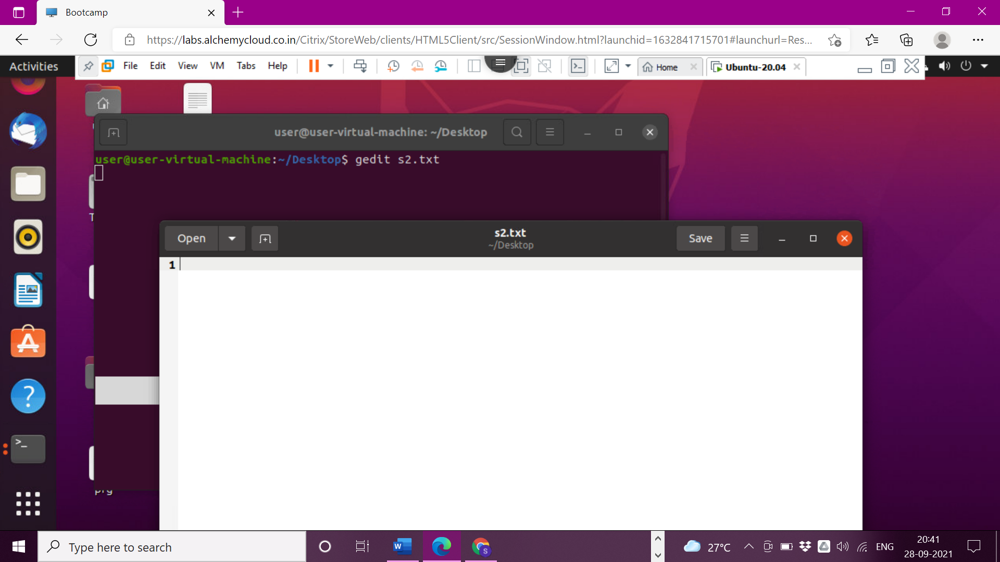 Bootcamp
https://labs.alchemycloud.co.in/Citrix/StoreWeb/clients/HTML5Client/src/SessionWindow.html?launchid=1632841715701#launchurl=Res...
Activities
File Edit View VM Tabs Help
Home
Ubuntu-20.04
user@user-virtual-machine: ~/Desktop
user@user-virtual-machine:~/Desktop$ gedit s2.txt
T
Open
s2.txt
~/Desktop
Save
1
prg
Type here to search
27°C
ENG
20:41
28-09-2021